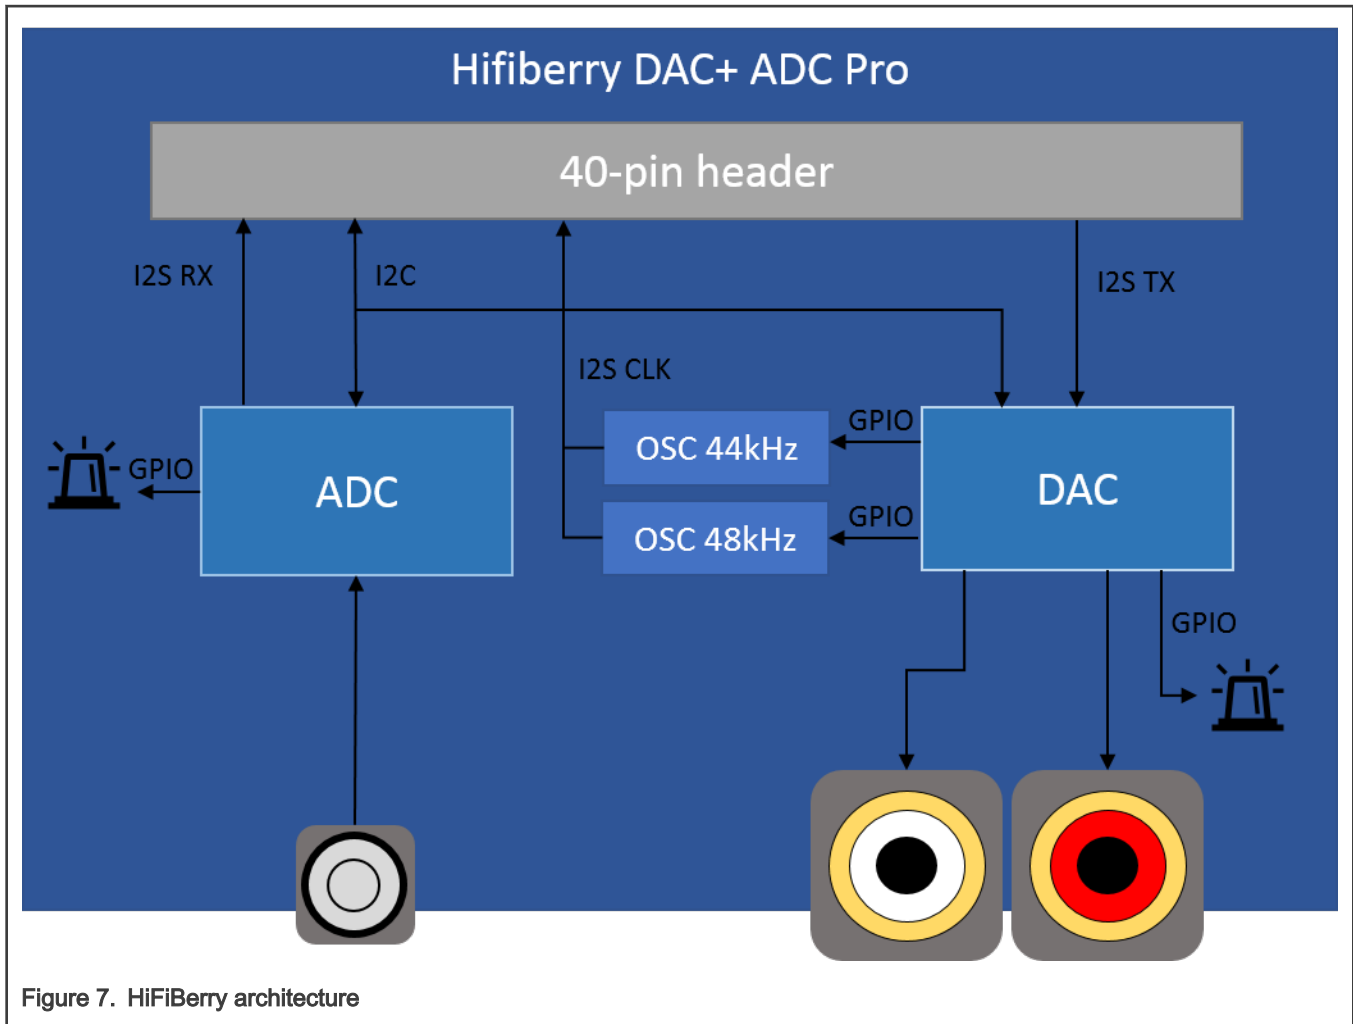 Hifiberry DAC+ ADC Pro
40-pin header
I2S RX
I2C
I2S TX
I2S CLK
GPIO
OSC 44kHz
GPIO
ADC
DAC
GPIO
OSC 48kHz
GPIO
Figure 7. HiFiBerry architecture